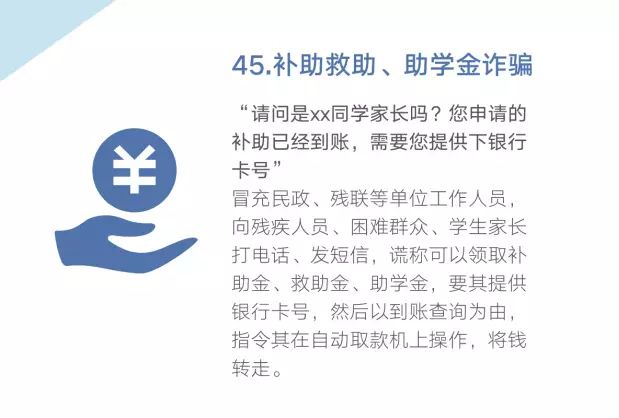 45.补助救助、助学金诈骗
“请问是xx同学家长吗？您申请的
补助已经到账，需要您提供下银行
卡号”
冒充民政、残联等单位工作人员，
向残疾人员、困难群众、学生家长
打电话、发短信，谎称可以领取补
助金、救助金、助学金，要其提供
银行卡号，然后以到账查询为由，
指令其在自动取款机上操作，将钱
转走。